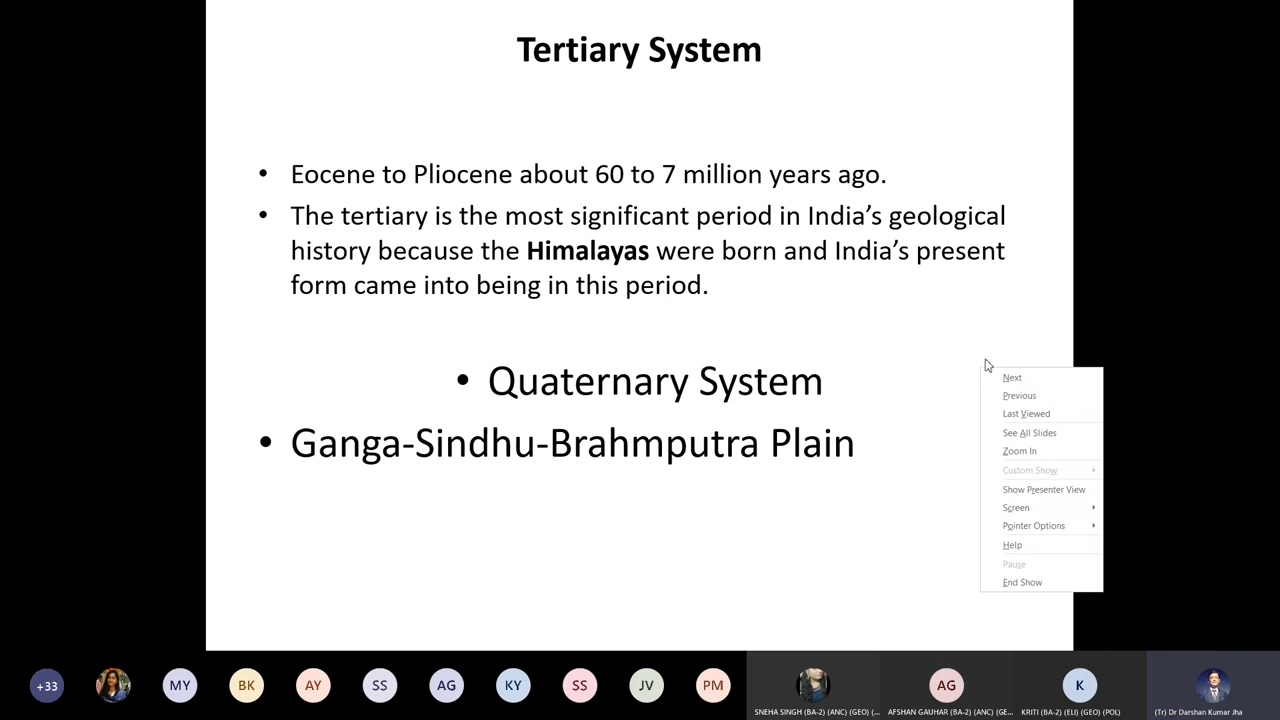 Tertiary System
• Eocene to Pliocene about 60 to 7 million years ago.
• The tertiary is the most significant period in India’s geological
history because the Himalayas were born and India’s present
form came into being in this period.
• Quaternary System
• Ganga-Sindhu-Brahmputra Plain
Next
Previous
Last Viewed
See All Slides
Zoom In
Custom Show
Show Presenter View
Screen
Pointer Options
Help
Pause
End Show
+33
MY
BK
AY
SS
AG
KY
SS
JV
PM
AG
K
SNEHA SINGH (BA-2) (ANC) (GEO) (...
AFSHAN GAUHAR (BA-2) (ANC) (GE...
KRITI (BA-2) (ELI) (GEO) (POL)
(Tr) Dr Darshan Kumar Jha